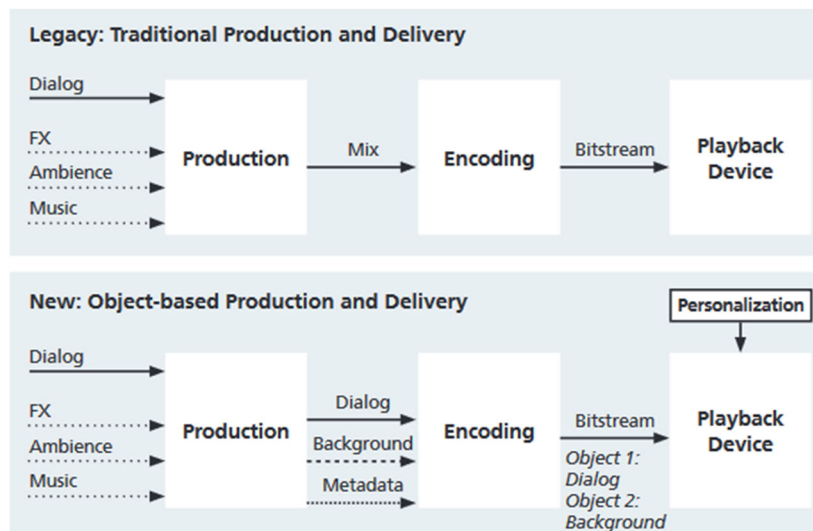 Legacy: Traditional Production and Delivery
Dialog
FX
Ambience
Music
Production
Mix
Encoding
Bitstream
Playback
Device
New: Object-based Production and Delivery
Personalization
Dialog
FX
Ambience
Music
Production
Dialog
Background
Metadata
Encoding
Bitstream
Object 1:
Dialog
Object 2:
Background
Playback
Device